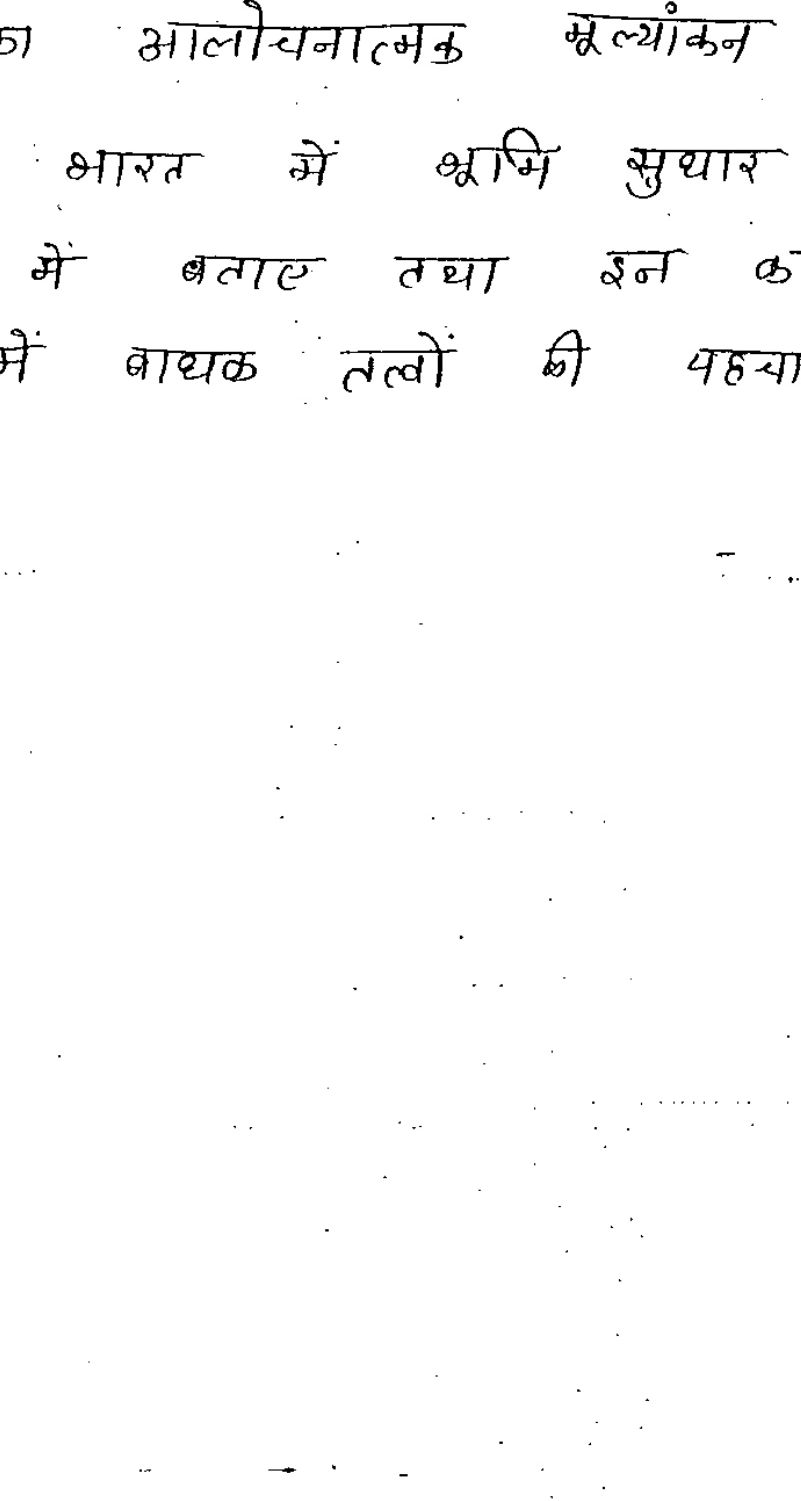 का आलोचनात्मक मूल्यांकन
भारत में भूमि सुधार
में बताए तथा इन क
में बाधक तत्वों की पहचा